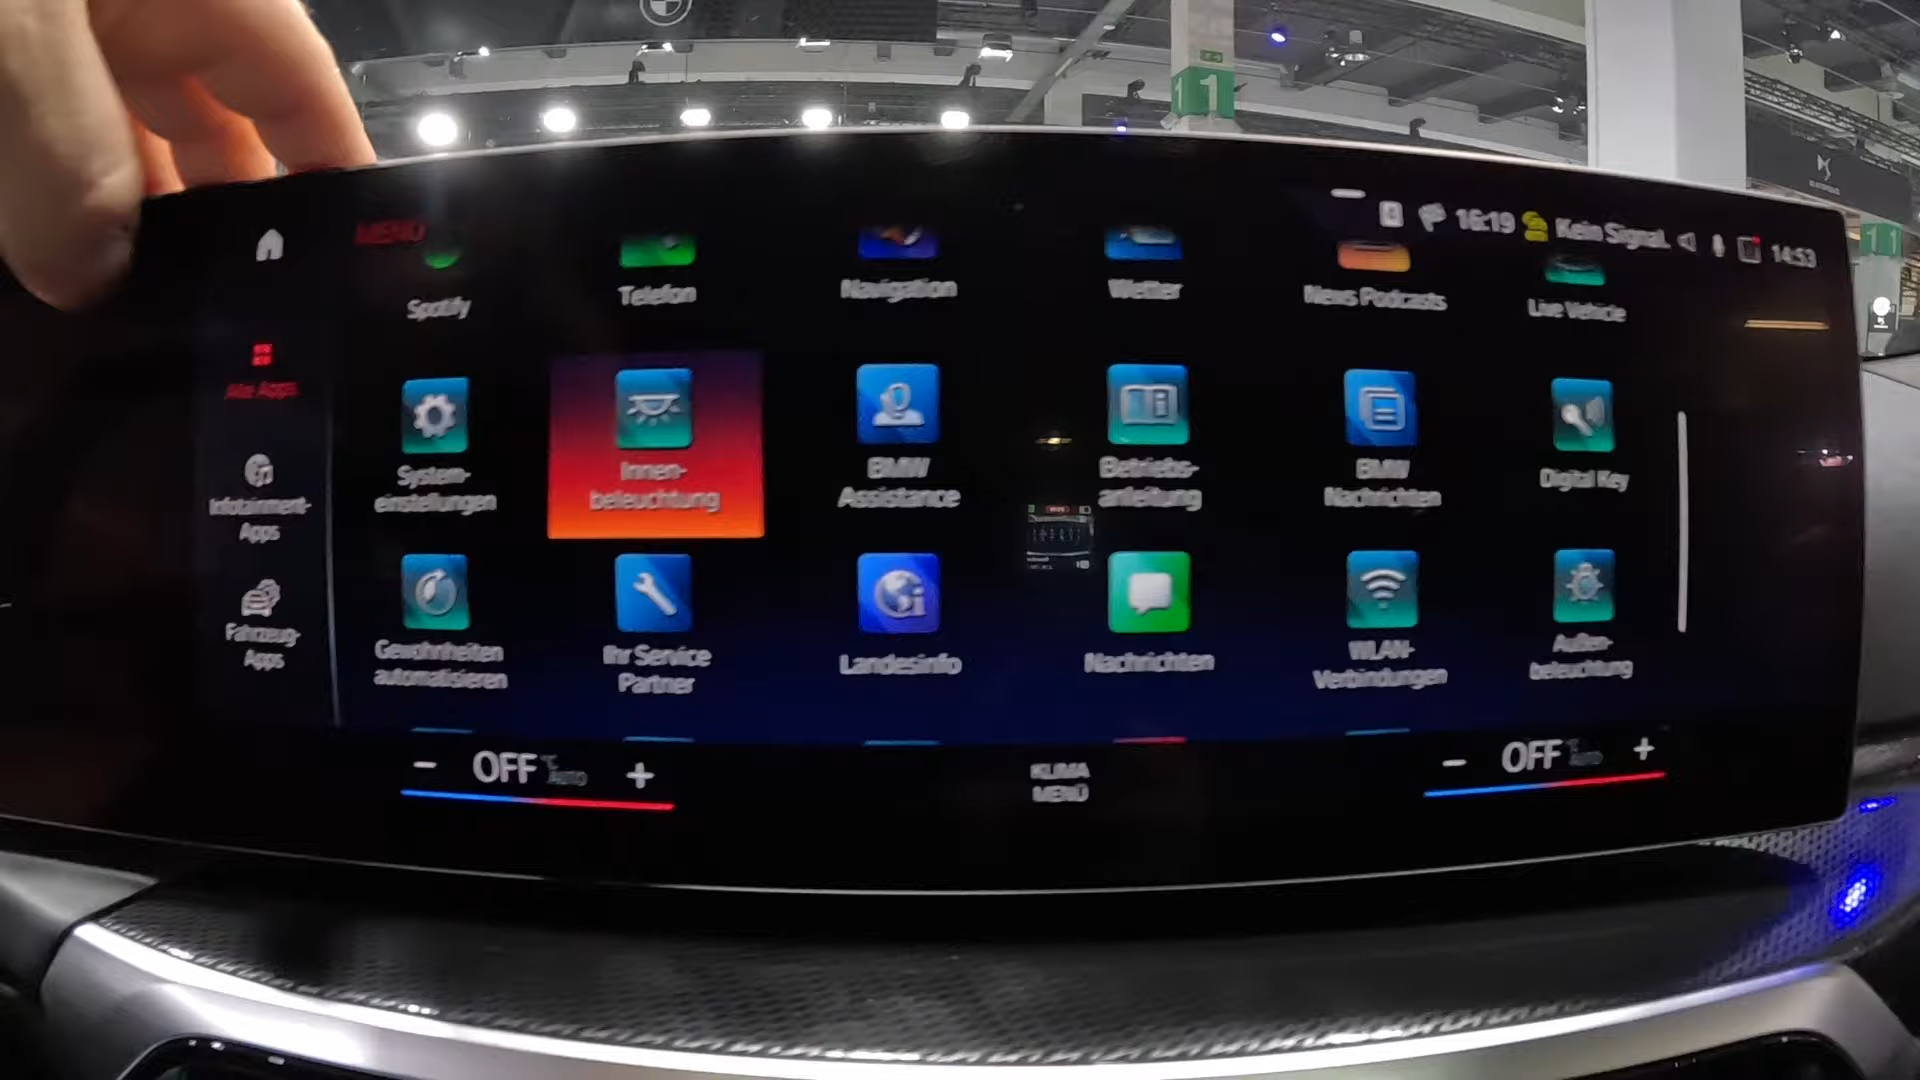 MENÜ
16:19 Kein Signal. 14:53
Spotify
Telefon
Navigation
Wetter
News Podcasts
Live Vehicle
Alle Apps
Infotainment-
Apps
Fahrzeug-
Apps
System-
einstellungen
Innen-
beleuchtung
BMW
Assistance
Betriebs-
anleitung
BMW
Nachrichten
Digital Key
Gewohnheiten
automatisieren
Ihr Service
Partner
Landesinfo
Nachrichten
WLAN-
Verbindungen
Außen-
beleuchtung
- OFF °C AUTO +
KLIMA
MENÜ
- OFF °C AUTO +
11
11